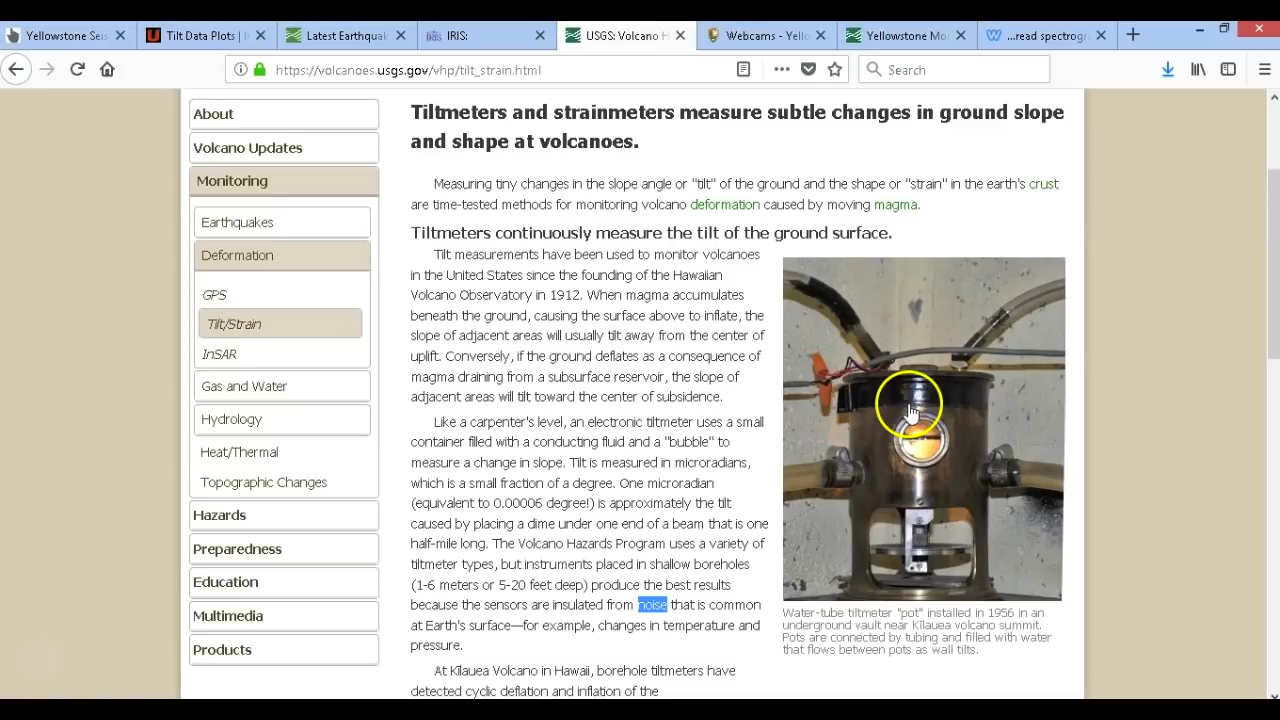 Yellowstone Seis
Tilt Data Plots |
Latest Earthquak
IRIS:
USGS: Volcano H
Webcams - Yello
Yellowstone Mo
...read spectrogr
https://volcanoes.usgs.gov/vhp/tilt_strain.html
Search
About
Volcano Updates
Monitoring
Earthquakes
Deformation
GPS
Tilt/Strain
InSAR
Gas and Water
Hydrology
Heat/Thermal
Topographic Changes
Hazards
Preparedness
Education
Multimedia
Products
Tiltmeters and strainmeters measure subtle changes in ground slope
and shape at volcanoes.
Measuring tiny changes in the slope angle or "tilt" of the ground and the shape or "strain" in the earth's crust
are time-tested methods for monitoring volcano deformation caused by moving magma.
Tiltmeters continuously measure the tilt of the ground surface.
Tilt measurements have been used to monitor volcanoes
in the United States since the founding of the Hawaiian
Volcano Observatory in 1912. When magma accumulates
beneath the ground, causing the surface above to inflate, the
slope of adjacent areas will usually tilt away from the center of
uplift. Conversely, if the ground deflates as a consequence of
magma draining from a subsurface reservoir, the slope of
adjacent areas will tilt toward the center of subsidence.
Like a carpenter's level, an electronic tiltmeter uses a small
container filled with a conducting fluid and a "bubble" to
measure a change in slope. Tilt is measured in microradians,
which is a small fraction of a degree. One microradian
(equivalent to 0.00006 degree!) is approximately the tilt
caused by placing a dime under one end of a beam that is one
half-mile long. The Volcano Hazards Program uses a variety of
tiltmeter types, but instruments placed in shallow boreholes
(1-6 meters or 5-20 feet deep) produce the best results
because the sensors are insulated from noise that is common
at Earth's surface—for example, changes in temperature and
pressure.
At Kīlauea Volcano in Hawaii, borehole tiltmeters have
detected cyclic deflation and inflation of the
Water-tube tiltmeter "pot" installed in 1956 in an
underground vault near Kīlauea volcano summit.
Pots are connected by tubing and filled with water
that flows between pots as wall tilts.